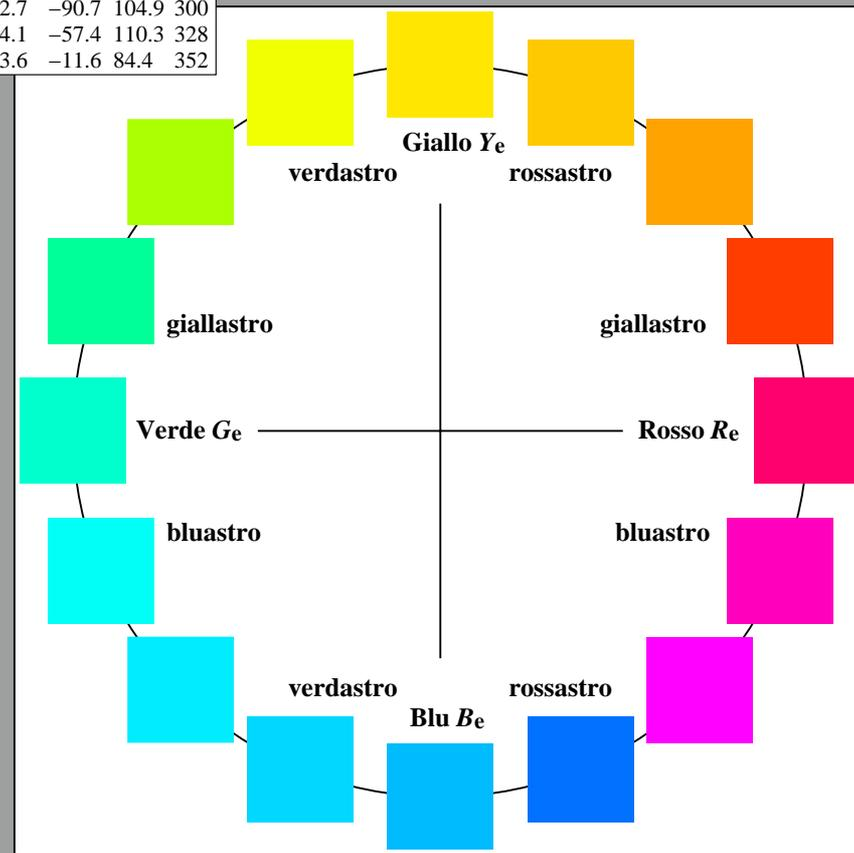 2.7 −90.7 104.9 300
4.1 −57.4 110.3 328
3.6 −11.6 84.4 352
Giallo Ye
verdastro rossastro
giallastro giallastro
Verde Ge Rosso Re
bluastro bluastro
verdastro rossastro
Blu Be